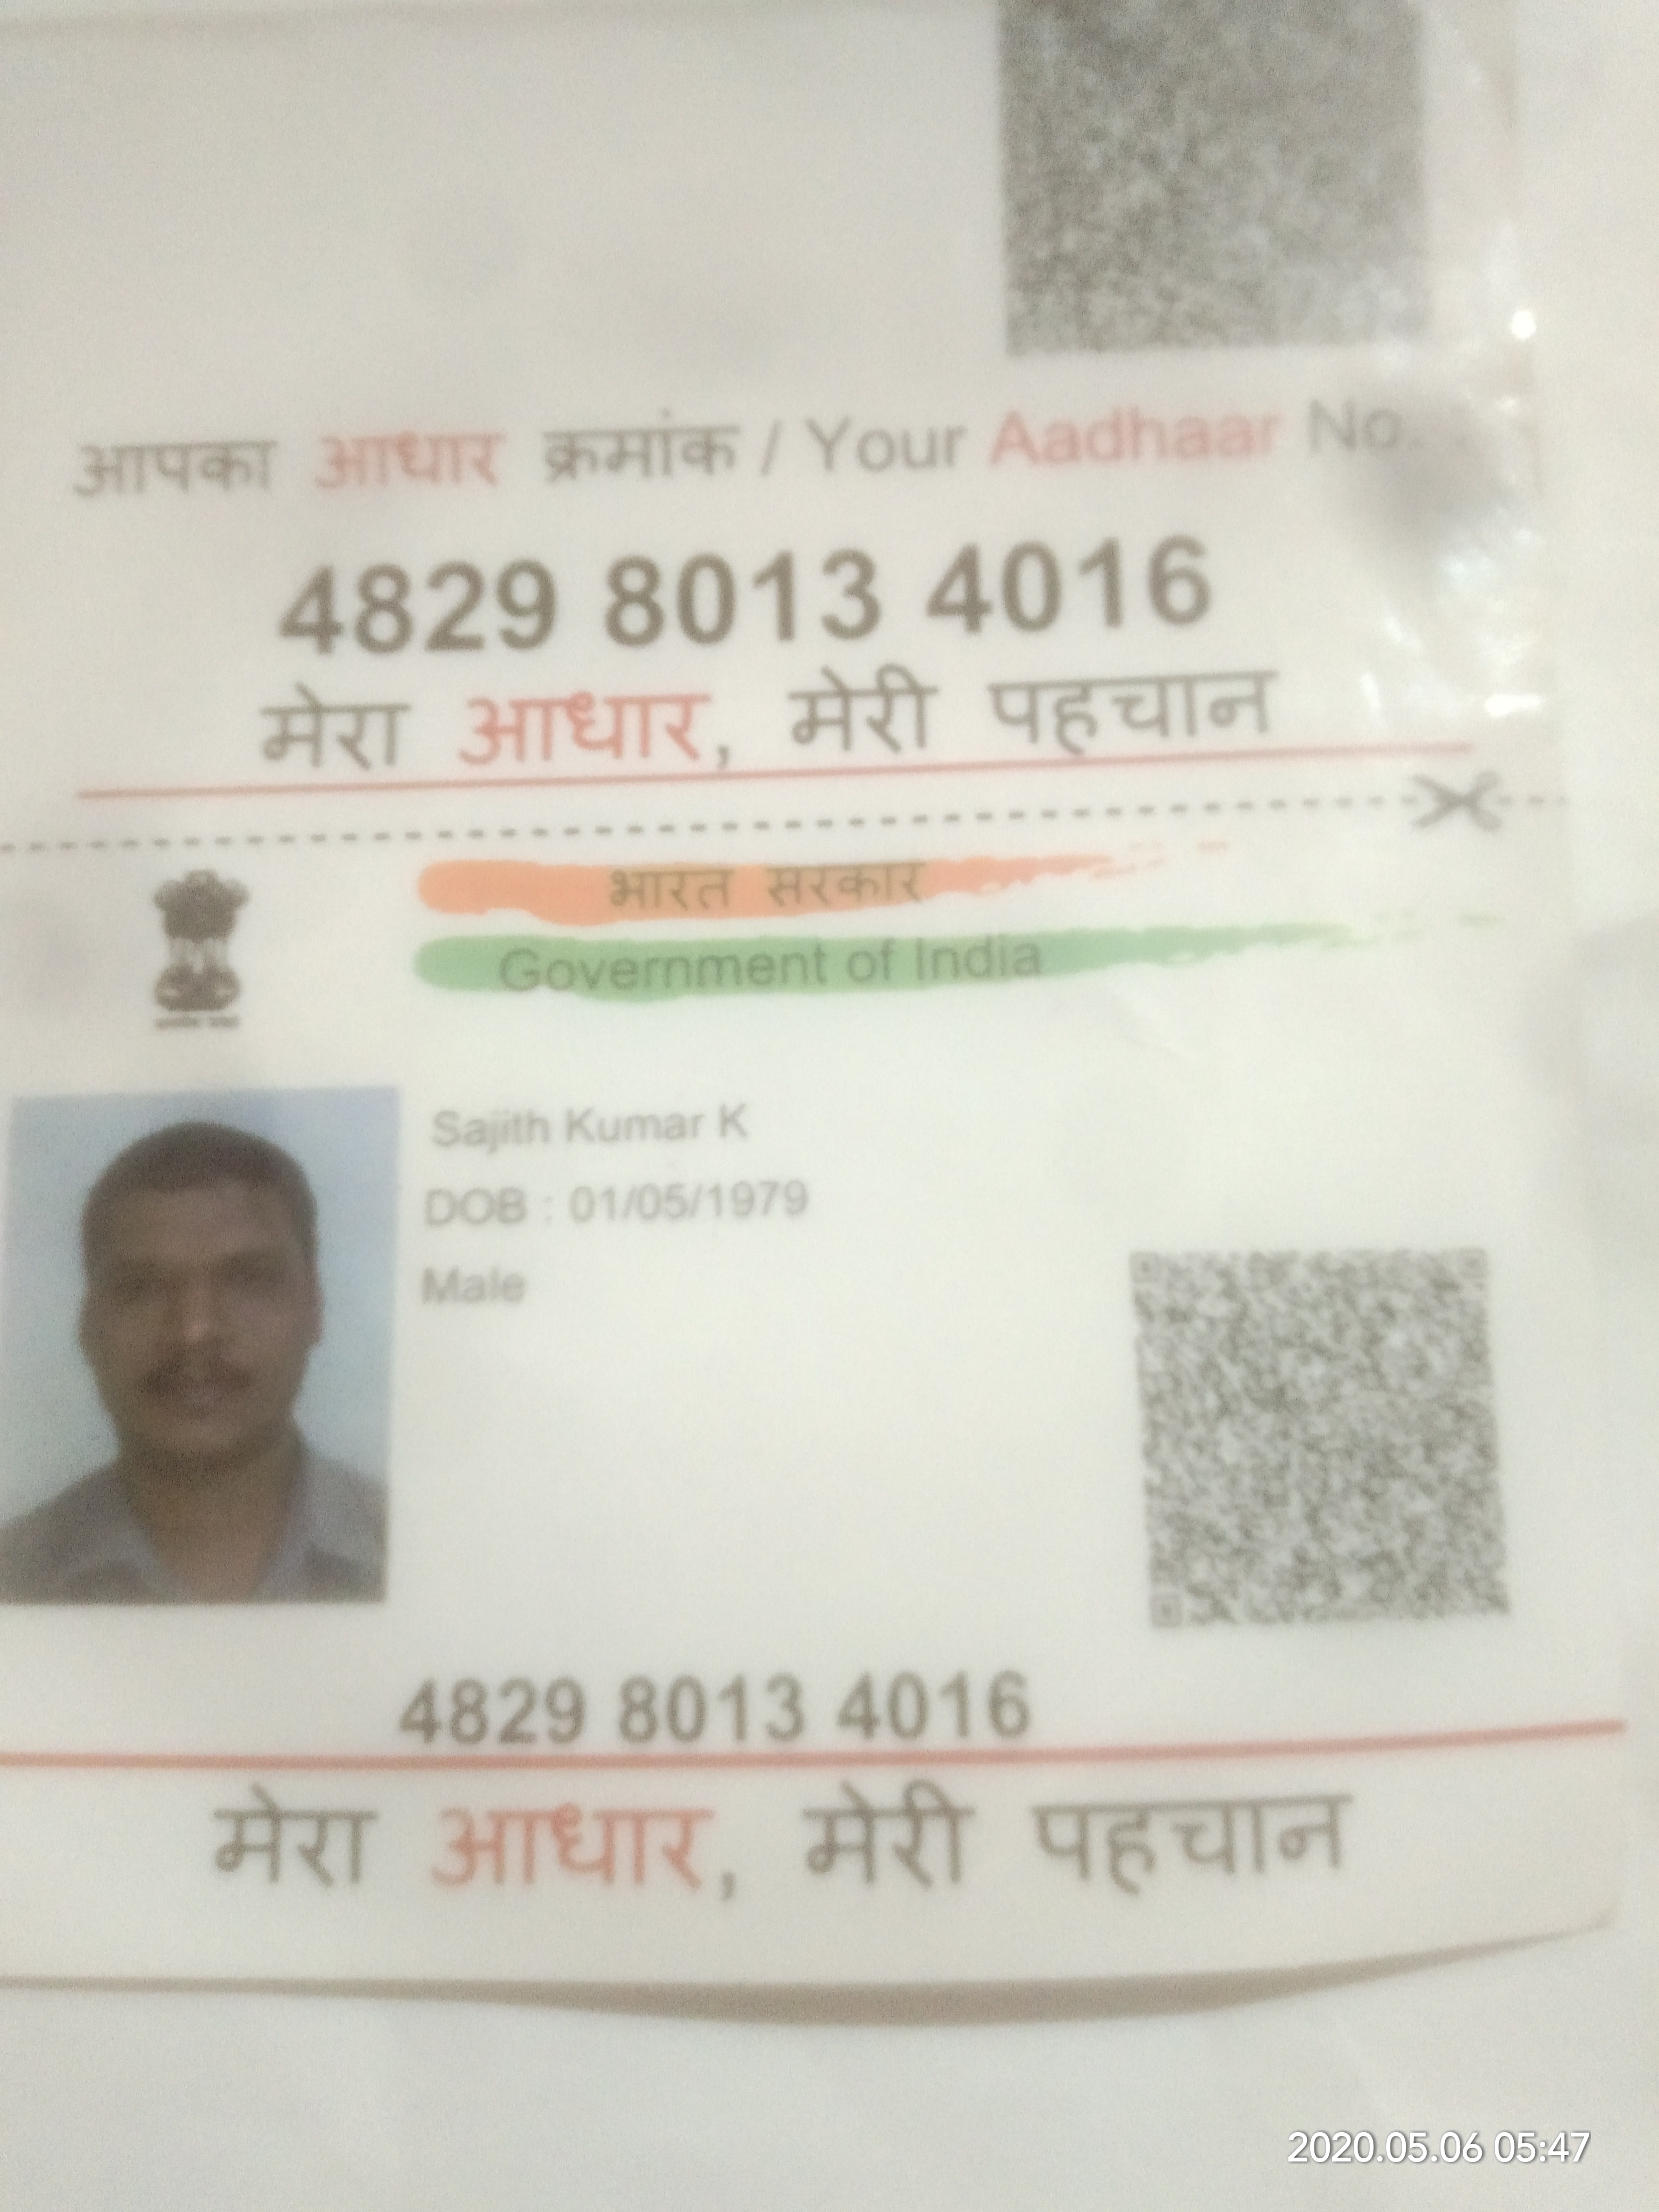 आपका आधार क्रमांक / Your Aadhaar No.
4829 8013 4016
मेरा आधार, मेरी पहचान
भारत सरकार
Government of India
Sajith Kumar K
DOB : 01/05/1979
Male
4829 8013 4016
मेरा आधार, मेरी पहचान
2020.05.06 05:47